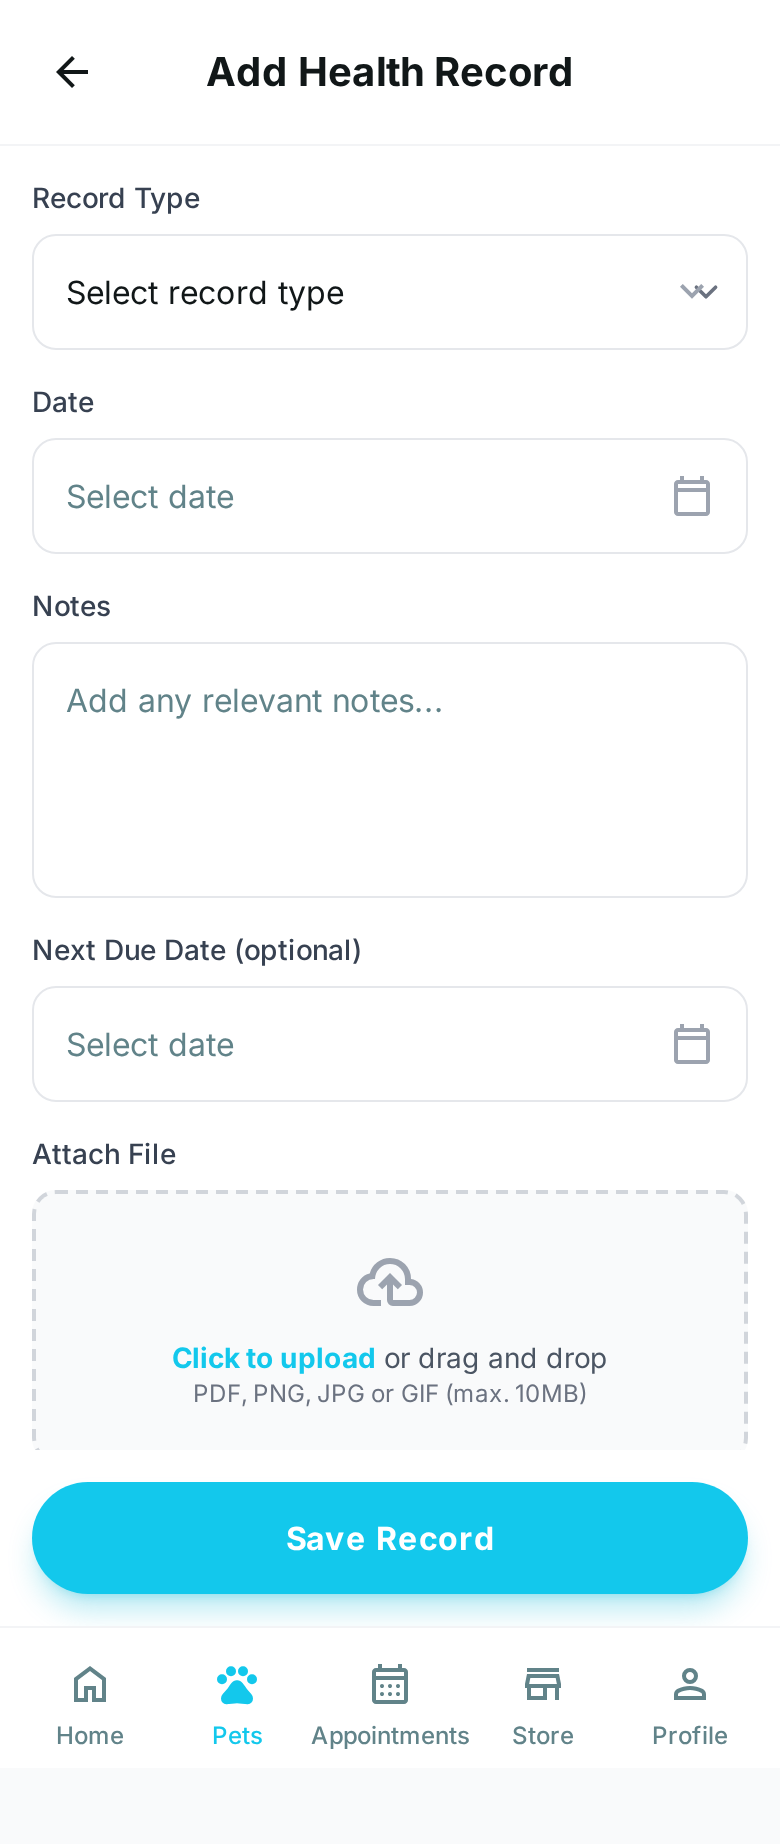 Add Health Record
Record Type
Select record type
Date
Select date
Notes
Add any relevant notes...
Next Due Date (optional)
Select date
Attach File
Click to upload or drag and drop
PDF, PNG, JPG or GIF (max. 10MB)
Save Record
Home
Pets
Appointments
Store
Profile